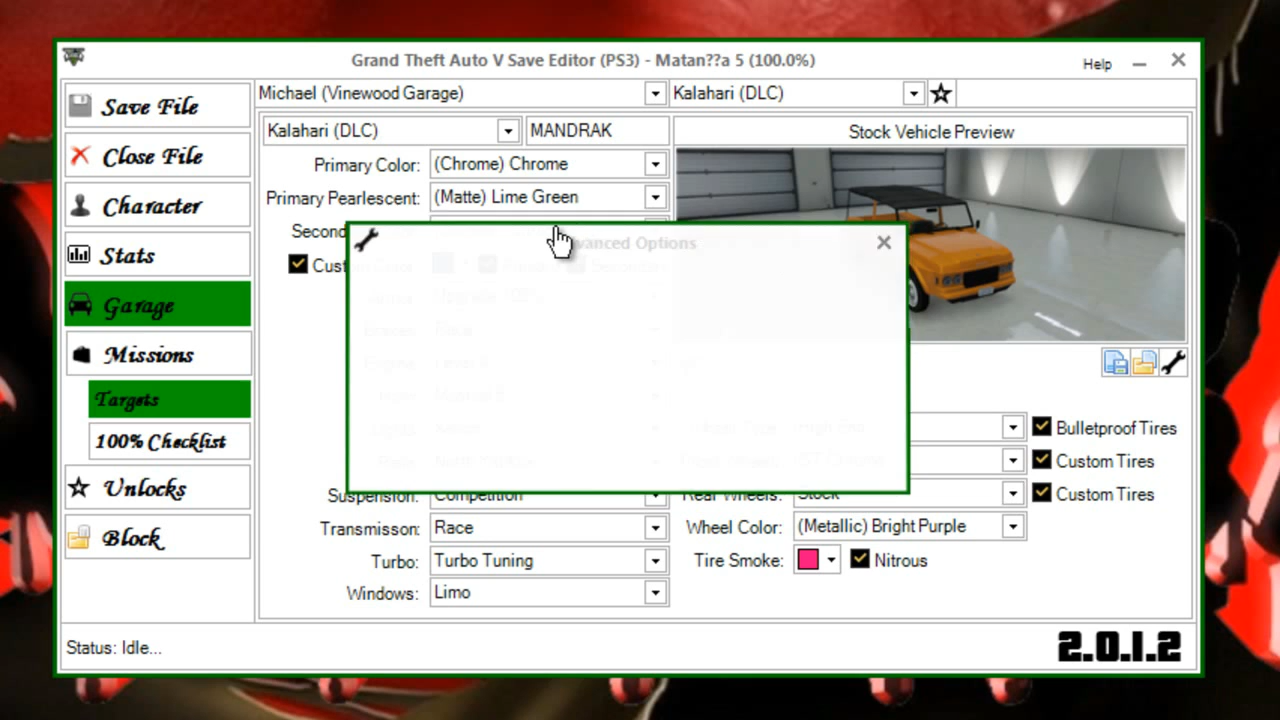 Grand Theft Auto V Save Editor (PS3) - Matan??a 5 (100.0%)
Help
Save File
Close File
Character
Stats
Garage
Missions
Targets
100% Checklist
Unlocks
Block
Michael (Vinewood Garage)
Kalahari (DLC)
Kalahari (DLC)
MANDRAK
Stock Vehicle Preview
Primary Color: (Chrome) Chrome
Primary Pearlescent: (Matte) Lime Green
Second
Cust
vanced Options
Bulletproof Tires
Custom Tires
Suspension: Competition
Rear Wheels: Stock
Custom Tires
Transmisson: Race
Wheel Color: (Metallic) Bright Purple
Turbo: Turbo Tuning
Tire Smoke:
Nitrous
Windows: Limo
Status: Idle...
2.0.1.2